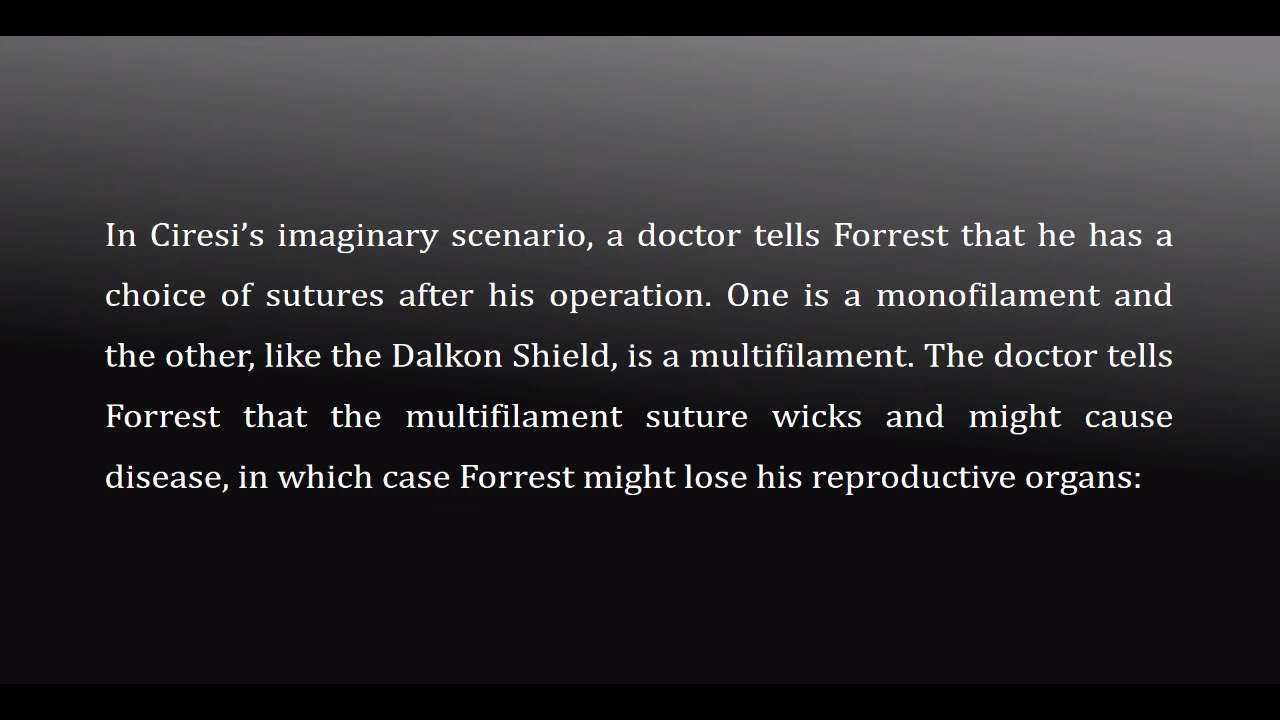 In Ciresi’s imaginary scenario, a doctor tells Forrest that he has a
choice of sutures after his operation. One is a monofilament and
the other, like the Dalkon Shield, is a multifilament. The doctor tells
Forrest that the multifilament suture wicks and might cause
disease, in which case Forrest might lose his reproductive organs: